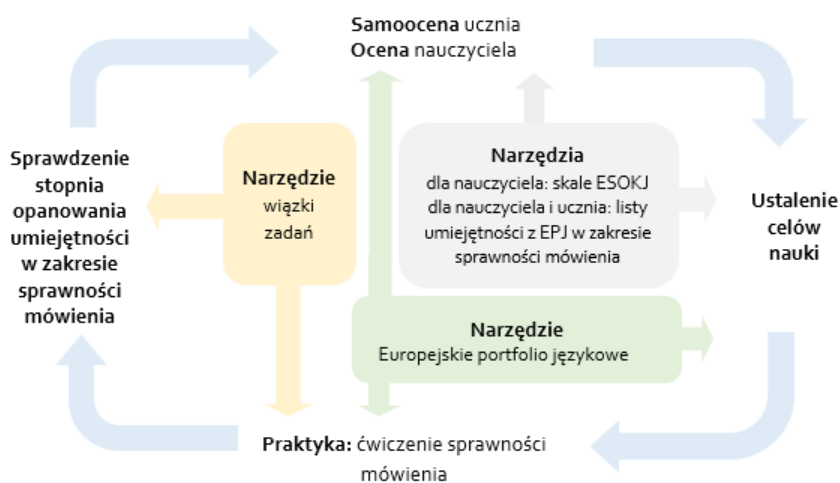 Samoocena ucznia
Ocena nauczyciela
Sprawdzenie
stopnia
opanowania
umiejętności
w zakresie
sprawności
mówienia
Narzędzie
wiązki
zadań
Narzędzia
dla nauczyciela: skale ESOKJ
dla nauczyciela i ucznia: listy
umiejętności z EPJ w zakresie
sprawności mówienia
Ustalenie
celów
nauki
Narzędzie
Europejskie portfolio językowe
Praktyka: ćwiczenie sprawności
mówienia